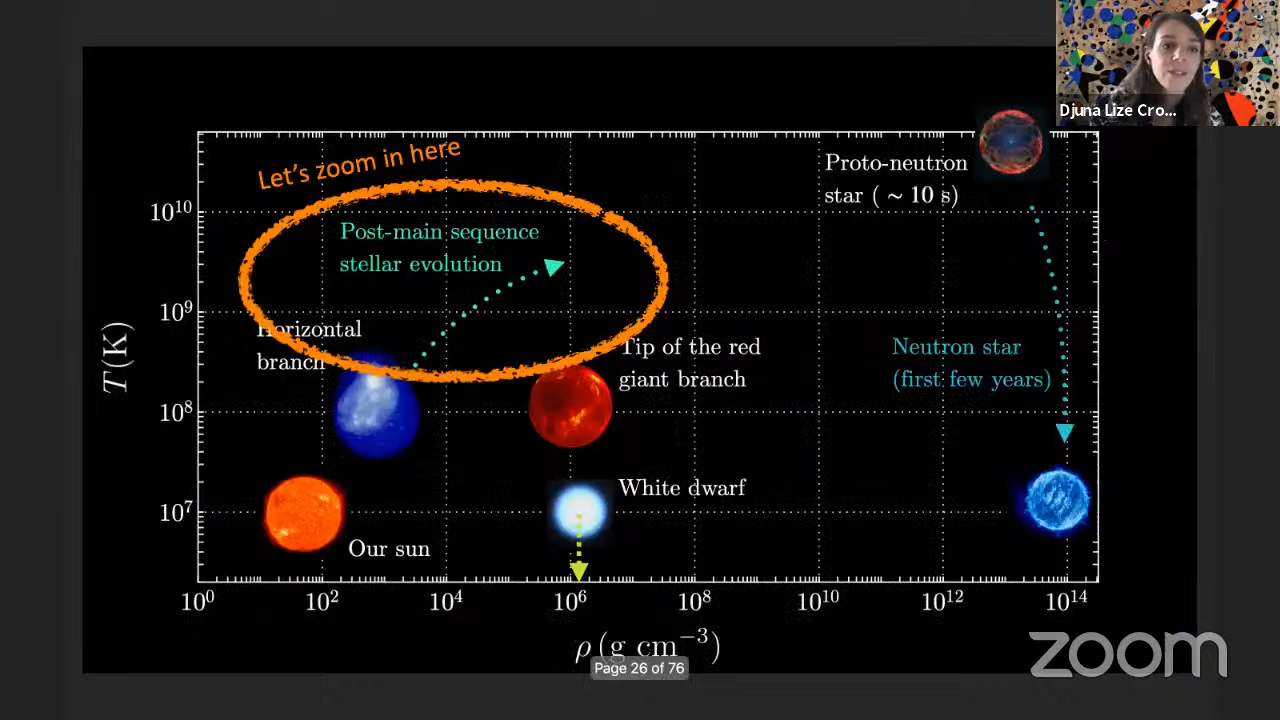 Djuna Lize Cro...
Let's zoom in here
Proto-neutron
star ( ~ 10 s)
10^10
Post-main sequence
stellar evolution
10^9
Horizontal
branch
Tip of the red
giant branch
Neutron star
(first few years)
T (K)
10^8
White dwarf
10^7
Our sun
10^0 10^2 10^4 10^6 10^8 10^10 10^12 10^14
ρ (g cm^−3)
Page 26 of 76
zoom